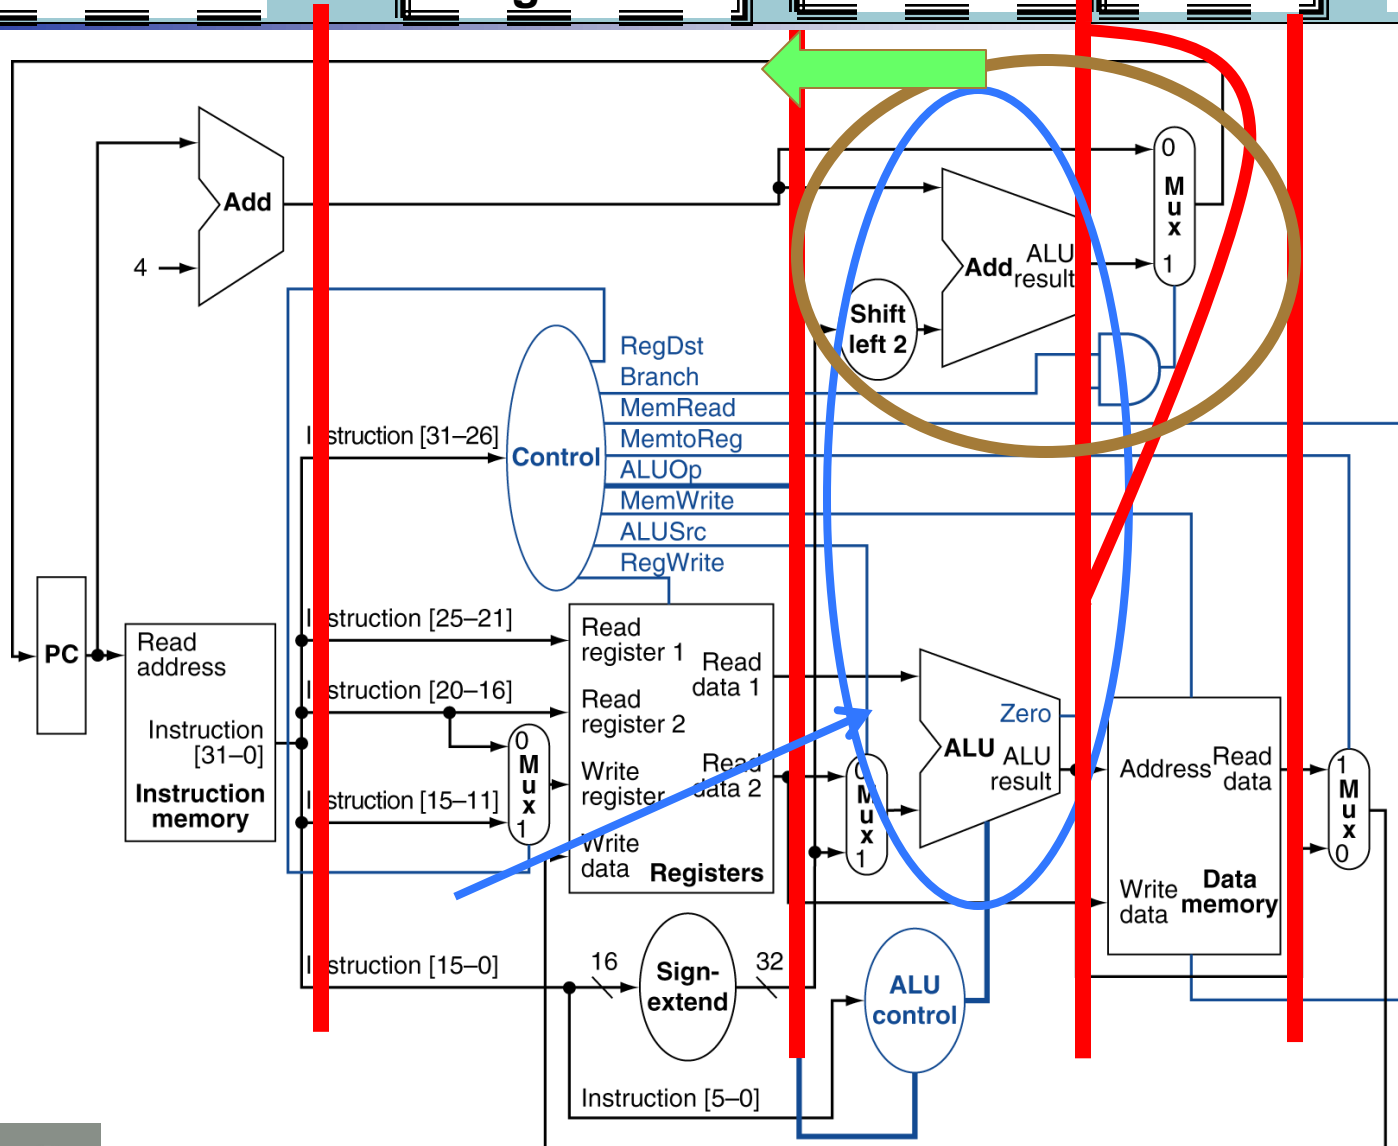 g
Add
4
PC
Read
address
Instruction
[31–0]
Instruction
memory
Instruction [31–26]
Instruction [25–21]
Instruction [20–16]
Instruction [15–11]
Instruction [15–0]
Instruction [5–0]
Control
RegDst
Branch
MemRead
MemtoReg
ALUOp
MemWrite
ALUSrc
RegWrite
0
M
u
x
1
Read
register 1
Read
register 2
Write
register
Write
data
Read
data 1
Read
data 2
Registers
16
Sign-
extend
32
Shift
left 2
Add
ALU
result
0
M
u
x
1
0
M
u
x
1
Zero
ALU
ALU
result
ALU
control
Address
Read
data
Write
data
Data
memory
1
M
u
x
0